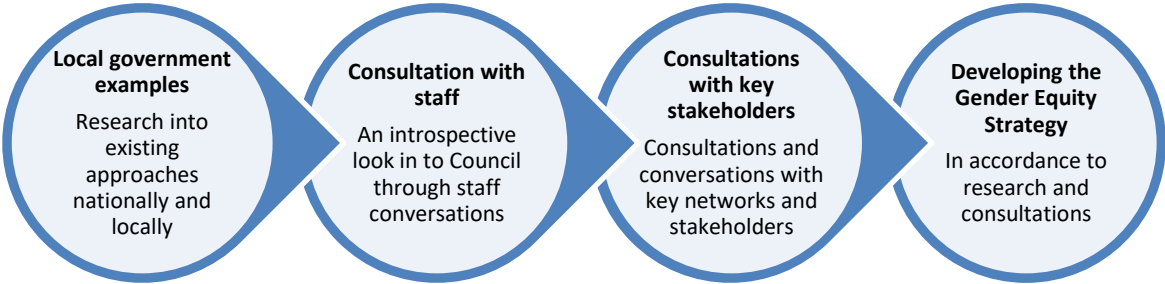 Local government
examples
Research into
existing
approaches
nationally and
locally
Consultation with
staff
An introspective
look in to Council
through staff
conversations
Consultations
with key
stakeholders
Consultations and
conversations with
key networks and
stakeholders
Developing the
Gender Equity
Strategy
In accordance to
research and
consultations